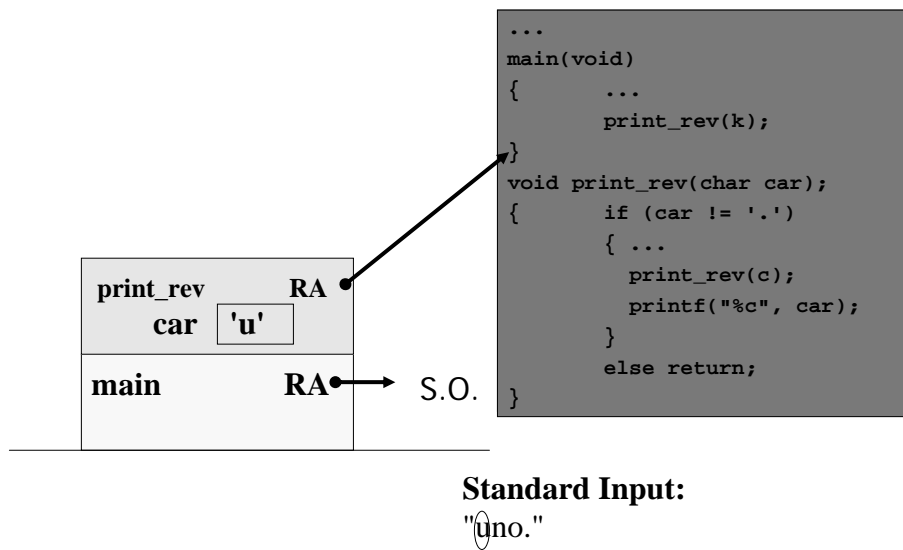 ...
main(void)
{ ...
print_rev(k);
}
void print_rev(char car);
{ if (car != '.')
{ ...
print_rev(c);
printf("%c", car);
}
else return;
}
print_rev RA
car 'u'
main RA
S.O.
Standard Input:
"uno."